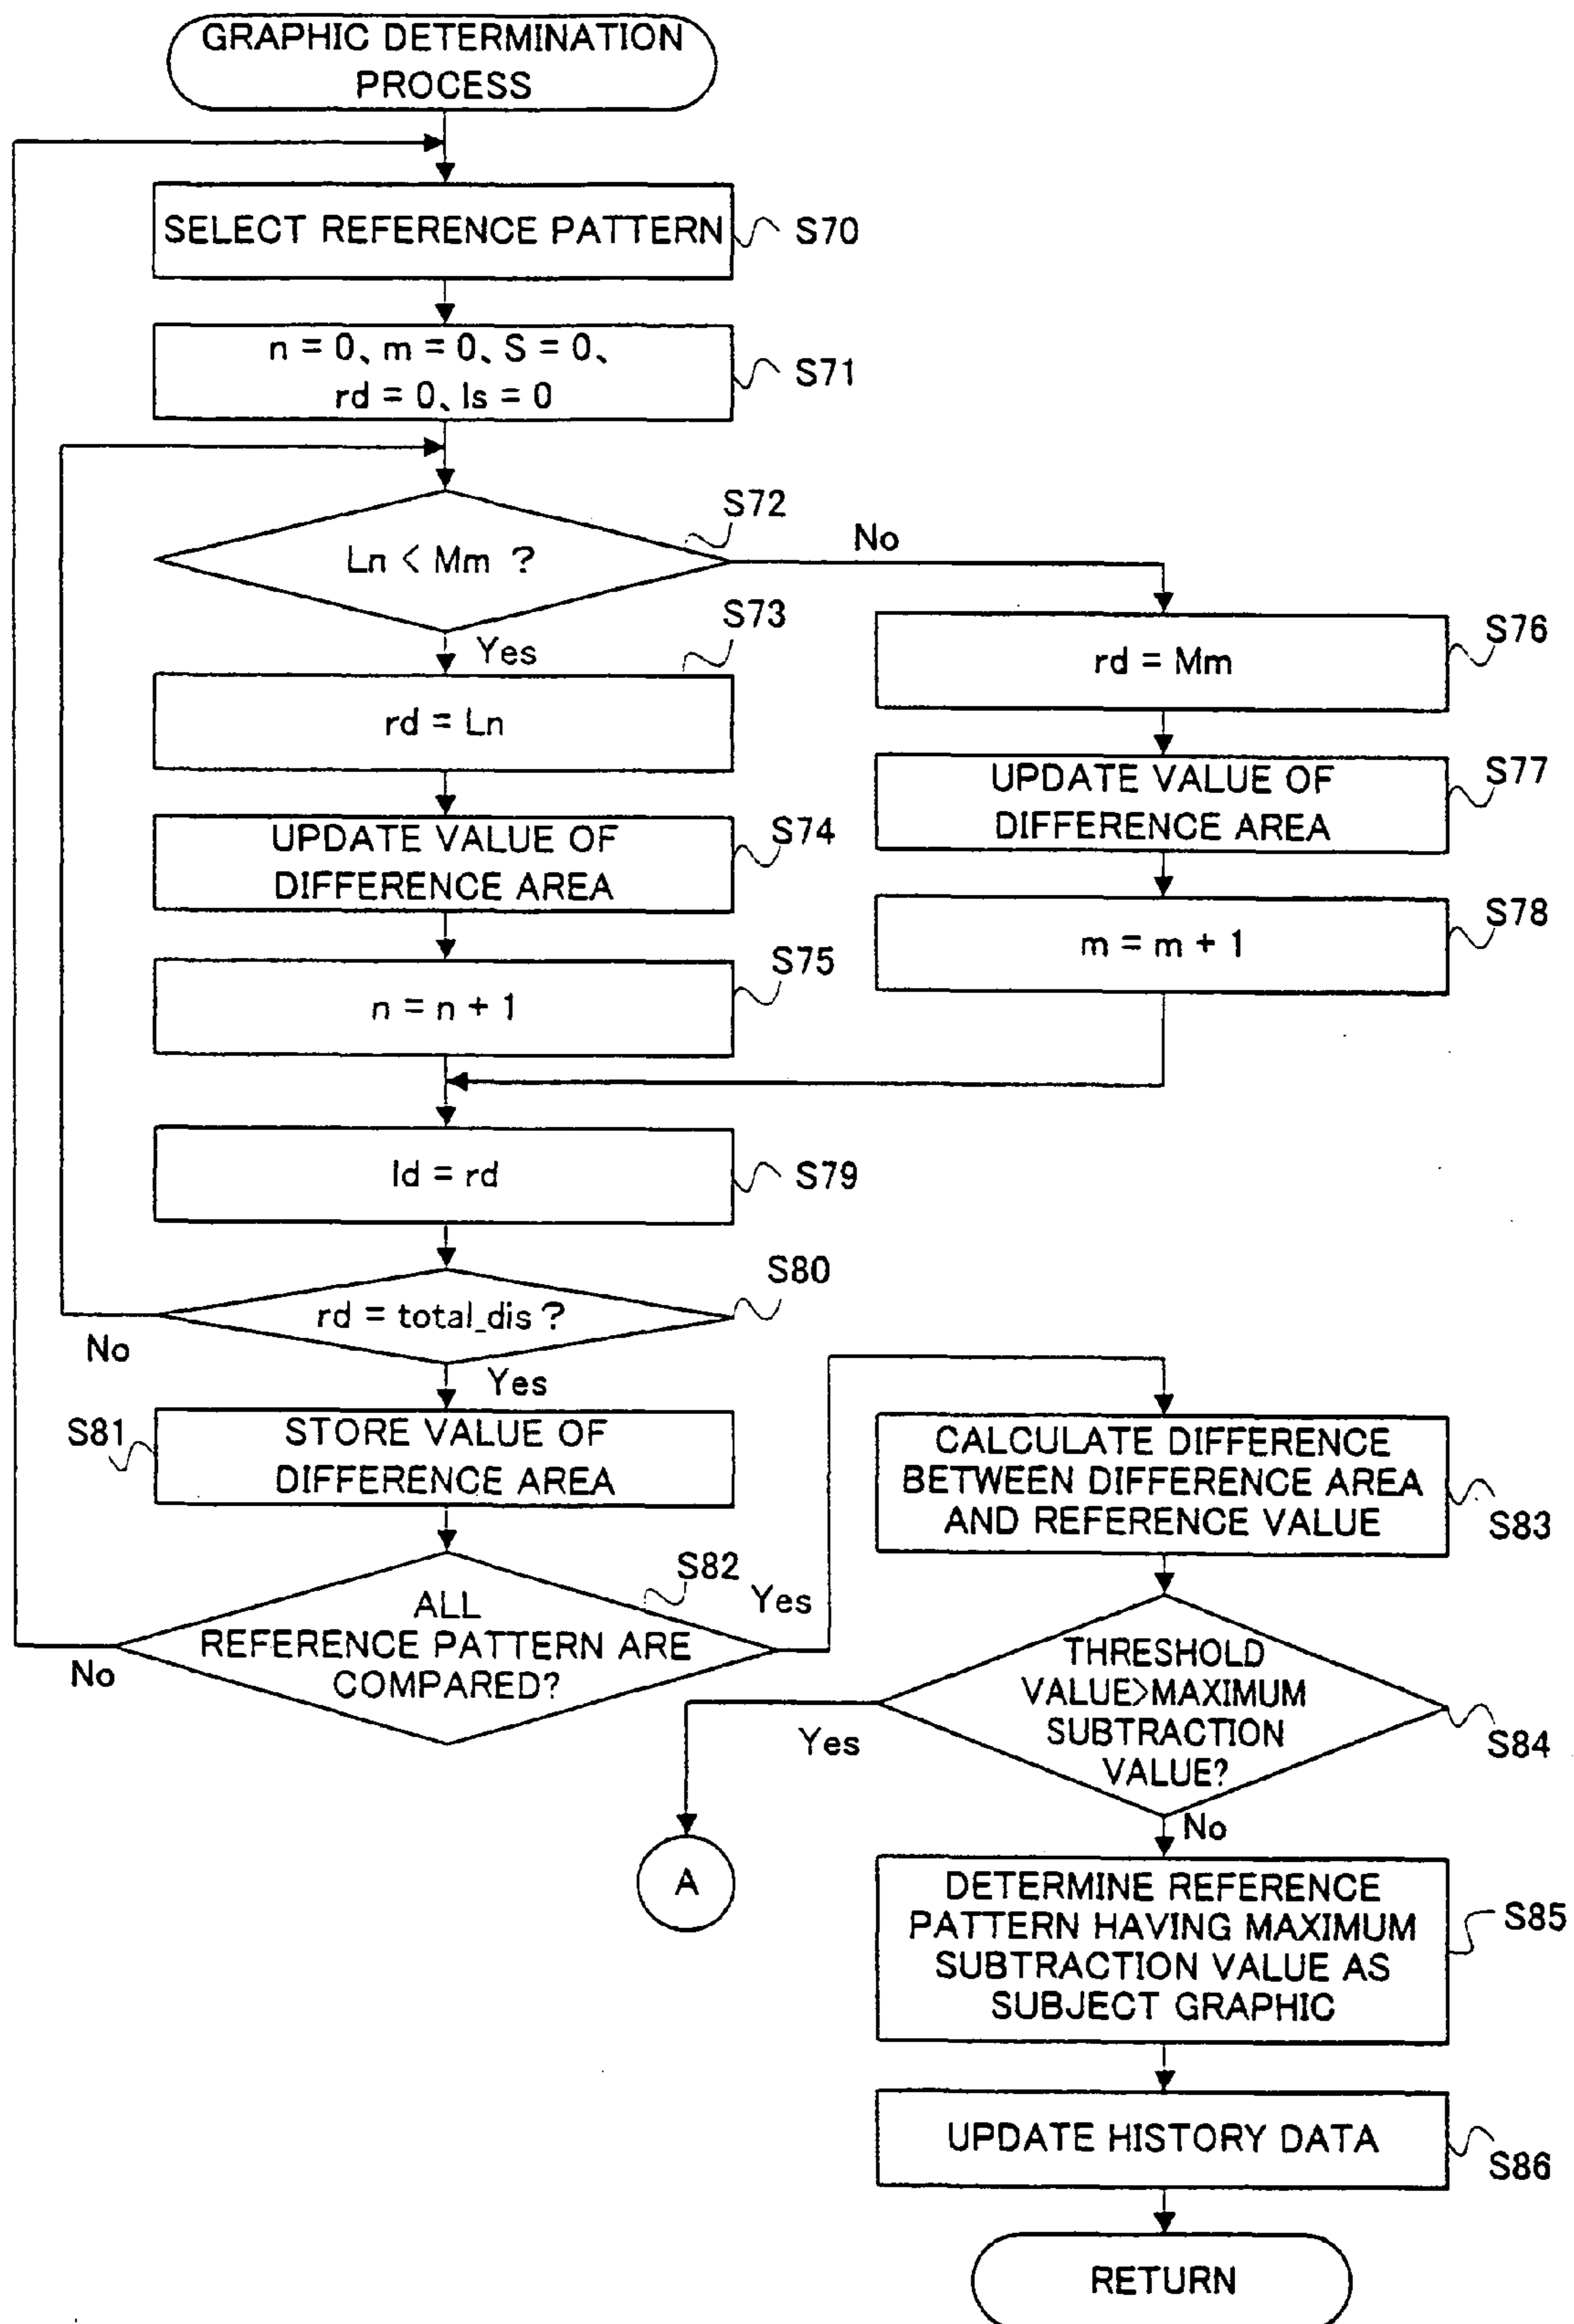 GRAPHIC DETERMINATION
PROCESS
SELECT REFERENCE PATTERN
S70
n = 0、m = 0、S = 0、
rd = 0、ls = 0
S71
S72
Ln < Mm ?
No
Yes
S73
rd = Ln
S76
rd = Mm
UPDATE VALUE OF
DIFFERENCE AREA
S74
UPDATE VALUE OF
DIFFERENCE AREA
S77
S75
n = n + 1
S78
m = m + 1
ld = rd
S79
S80
rd = total_dis ?
No
Yes
S81
STORE VALUE OF
DIFFERENCE AREA
S82
ALL
REFERENCE PATTERN ARE
COMPARED?
No
Yes
CALCULATE DIFFERENCE
BETWEEN DIFFERENCE AREA
AND REFERENCE VALUE
S83
THRESHOLD
VALUE>MAXIMUM
SUBTRACTION
VALUE?
S84
Yes
No
A
DETERMINE REFERENCE
PATTERN HAVING MAXIMUM
SUBTRACTION VALUE AS
SUBJECT GRAPHIC
S85
UPDATE HISTORY DATA
S86
RETURN